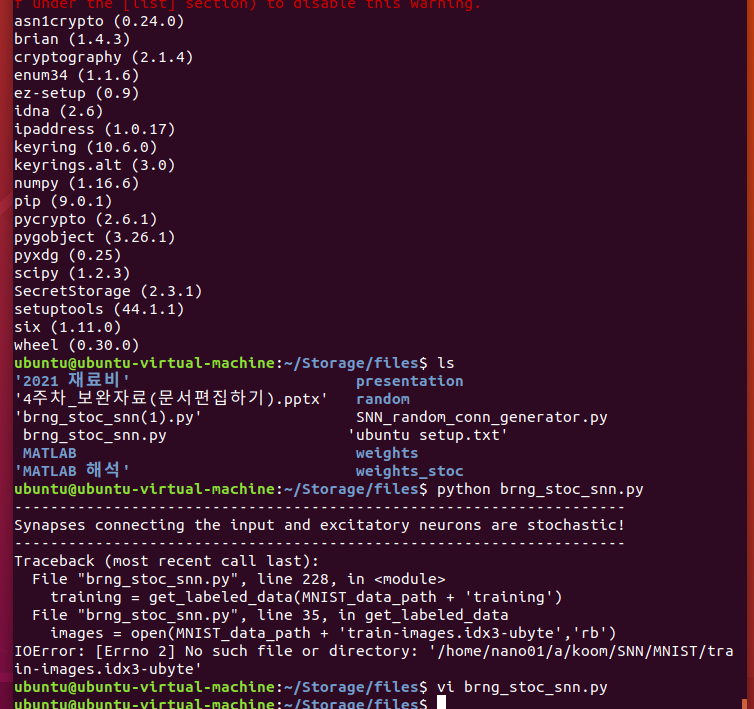 f under the [list] section) to disable this warning.
asn1crypto (0.24.0)
brian (1.4.3)
cryptography (2.1.4)
enum34 (1.1.6)
ez-setup (0.9)
idna (2.6)
ipaddress (1.0.17)
keyring (10.6.0)
keyrings.alt (3.0)
numpy (1.16.6)
pip (9.0.1)
pycrypto (2.6.1)
pygobject (3.26.1)
pyxdg (0.25)
scipy (1.2.3)
SecretStorage (2.3.1)
setuptools (44.1.1)
six (1.11.0)
wheel (0.30.0)
ubuntu@ubuntu-virtual-machine:~/Storage/files$ ls
'2021 재료비' presentation
'4주차_보완자료(문서편집하기).pptx' random
'brng_stoc_snn(1).py' SNN_random_conn_generator.py
brng_stoc_snn.py 'ubuntu setup.txt'
MATLAB weights
'MATLAB 해석' weights_stoc
ubuntu@ubuntu-virtual-machine:~/Storage/files$ python brng_stoc_snn.py
--------------------------------------------------------------------
Synapses connecting the input and excitatory neurons are stochastic!
--------------------------------------------------------------------
Traceback (most recent call last):
File "brng_stoc_snn.py", line 228, in <module>
training = get_labeled_data(MNIST_data_path + 'training')
File "brng_stoc_snn.py", line 35, in get_labeled_data
images = open(MNIST_data_path + 'train-images.idx3-ubyte','rb')
IOError: [Errno 2] No such file or directory: '/home/nano01/a/koom/SNN/MNIST/tra
in-images.idx3-ubyte'
ubuntu@ubuntu-virtual-machine:~/Storage/files$ vi brng_stoc_snn.py
ubuntu@ubuntu-virtual-machine:~/Storage/files$